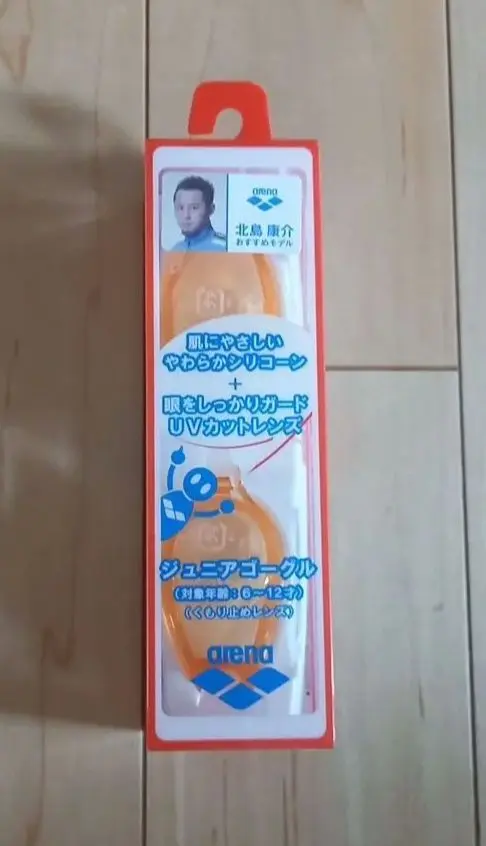 arena
北島 康介
おすすめモデル
肌にやさしい
やわらかシリコーン
+
眼をしっかりガード
UVカットレンズ
ジュニアゴーグル
(対象年齢:6〜12才)
(くもり止めレンズ)
arena